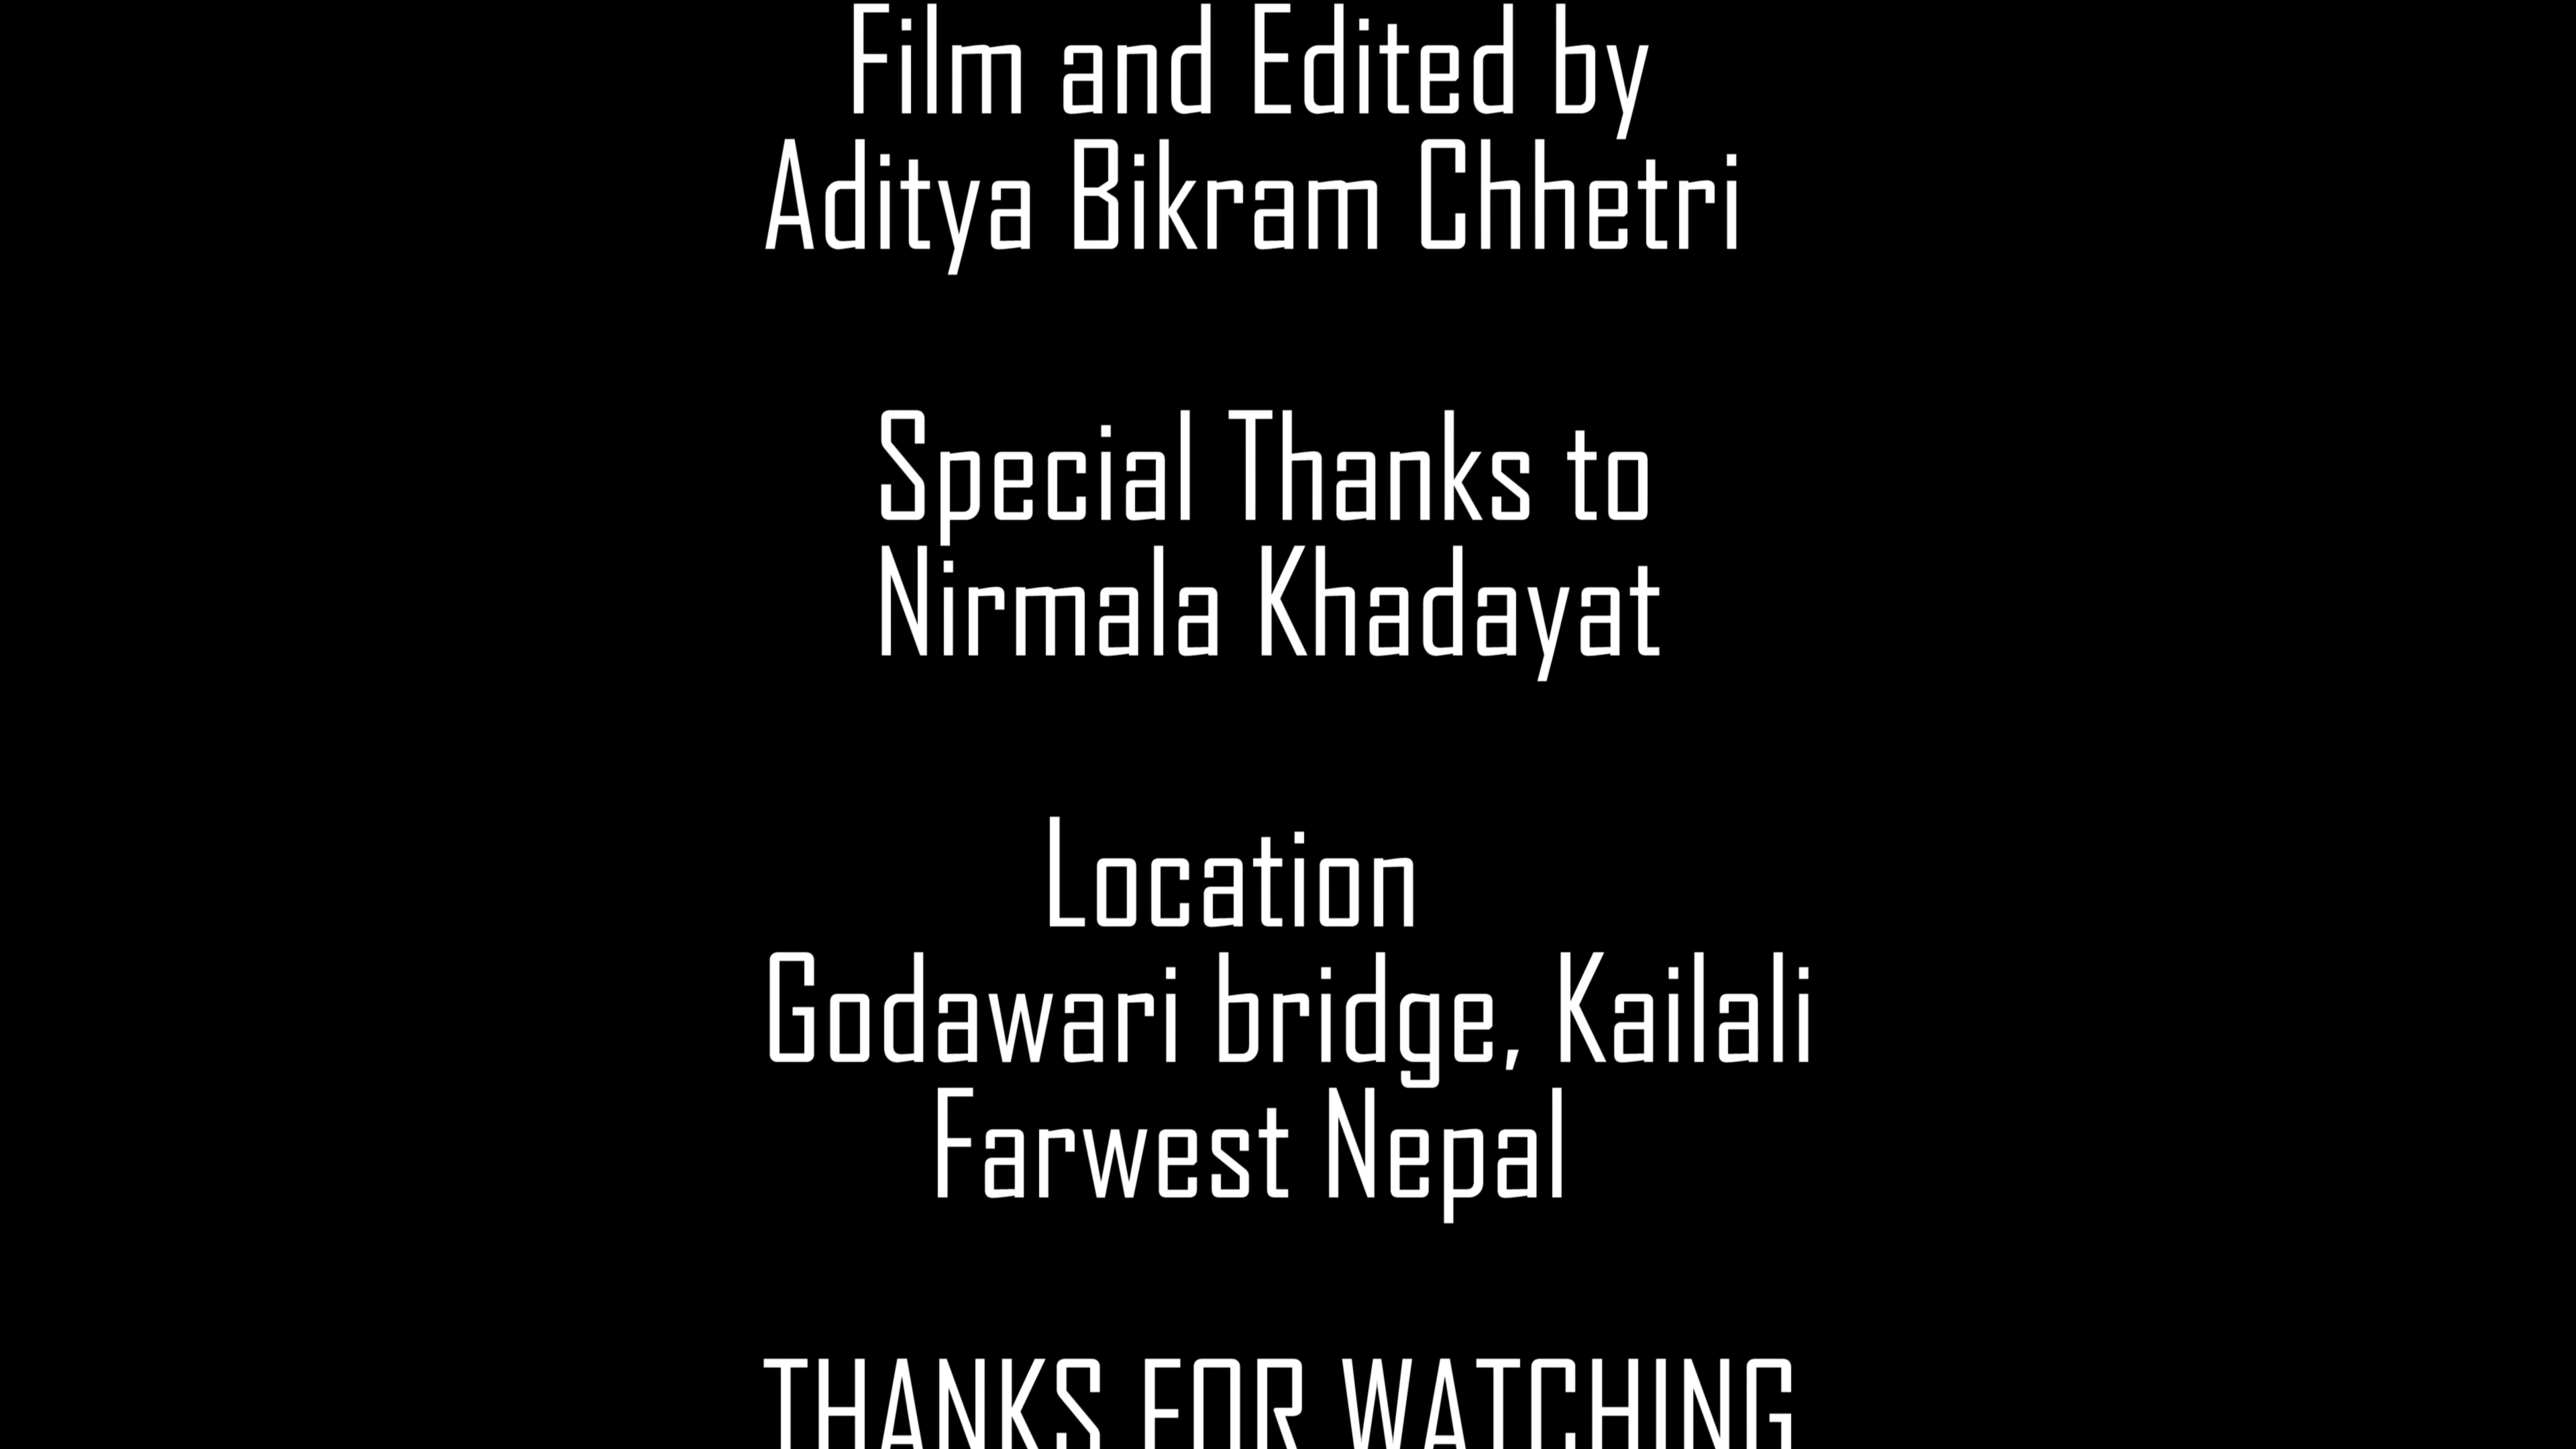 Film and Edited by
Aditya Bikram Chhetri
Special Thanks to
Nirmala Khadayat
Location
Godawari bridge, Kailali
Farwest Nepal
THANKS FOR WATCHING